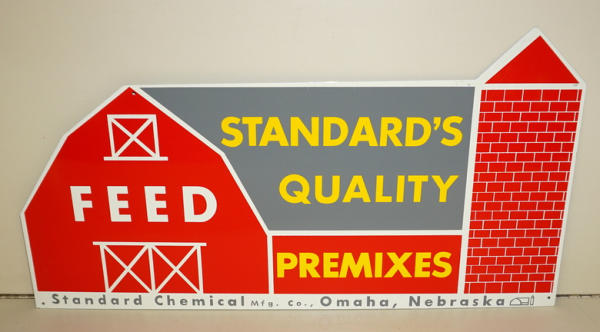 STANDARD'S
QUALITY
FEED
PREMIXES
Standard Chemical Mfg. Co., Omaha, Nebraska